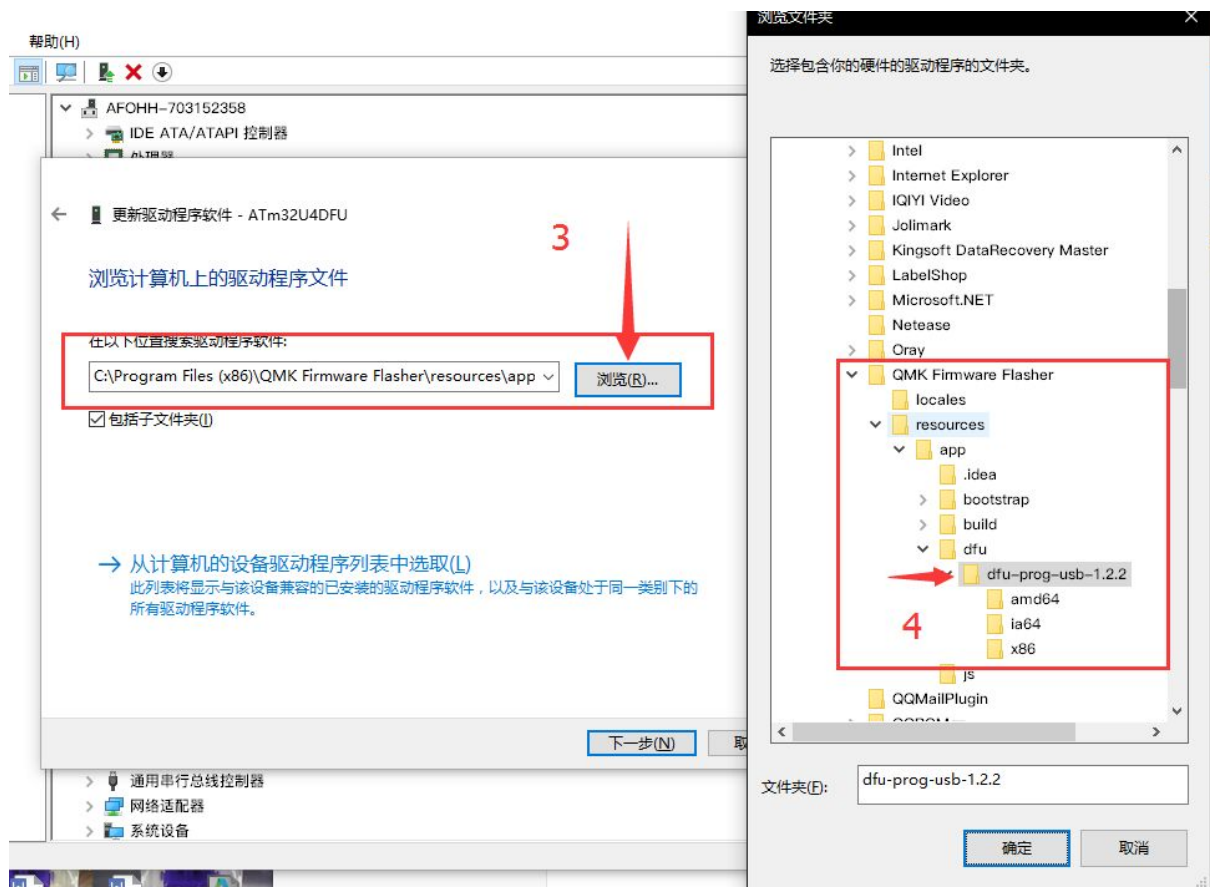 帮助(H)
AFOHH-703152358
IDE ATA/ATAPI 控制器
处理器
更新驱动程序软件 - ATm32U4DFU
3
浏览计算机上的驱动程序文件
在以下位置搜索驱动程序软件:
C:\Program Files (x86)\QMK Firmware Flasher\resources\app
浏览(R)...
包括子文件夹(I)
从计算机的设备驱动程序列表中选取(L)
此列表将显示与该设备兼容的已安装的驱动程序软件，以及与该设备处于同一类别下的
所有驱动程序软件。
下一步(N)
取
通用串行总线控制器
网络适配器
系统设备
浏览文件夹
选择包含你的硬件的驱动程序的文件夹。
Intel
Internet Explorer
IQIYI Video
Jolimark
Kingsoft DataRecovery Master
LabelShop
Microsoft.NET
Netease
Oray
QMK Firmware Flasher
locales
resources
app
.idea
bootstrap
build
dfu
dfu-prog-usb-1.2.2
amd64
4
ia64
x86
js
QQMailPlugin
文件夹(F):
dfu-prog-usb-1.2.2
确定
取消